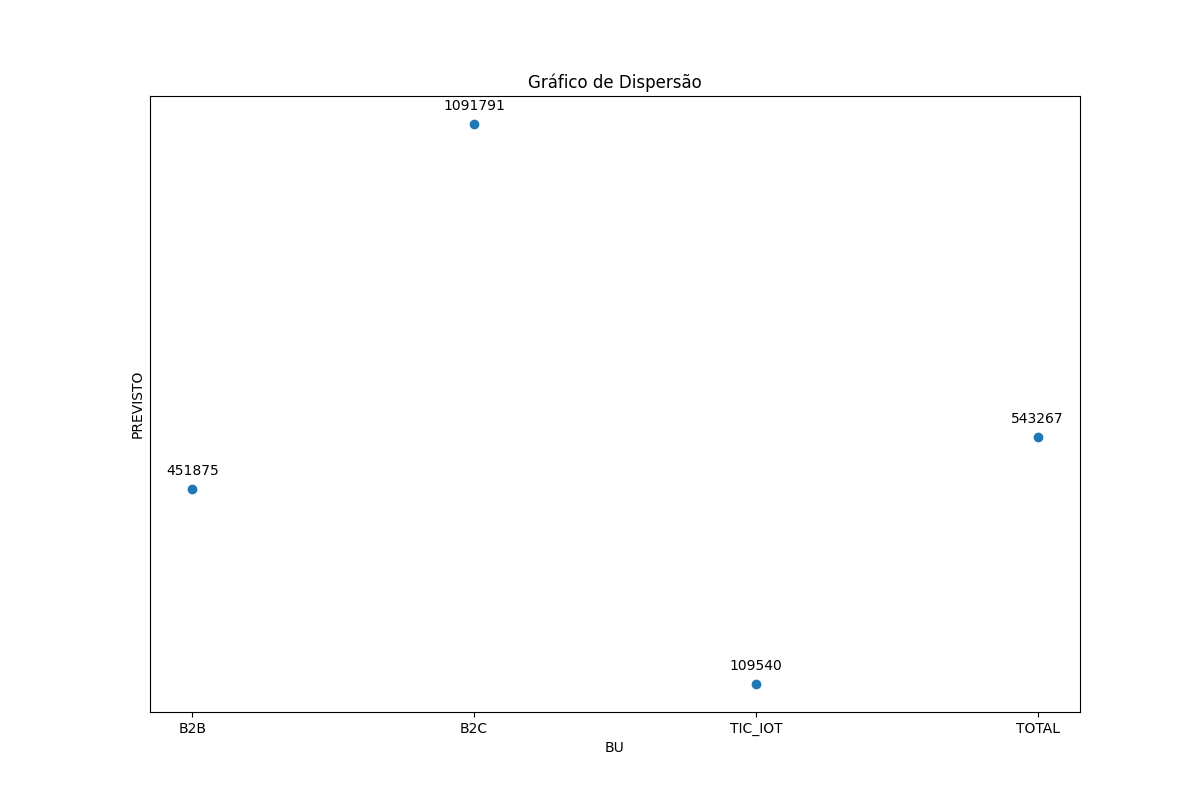 Gráfico de Dispersão
1091791
543267
451875
109540
PREVISTO
B2B B2C TIC_IOT TOTAL
BU